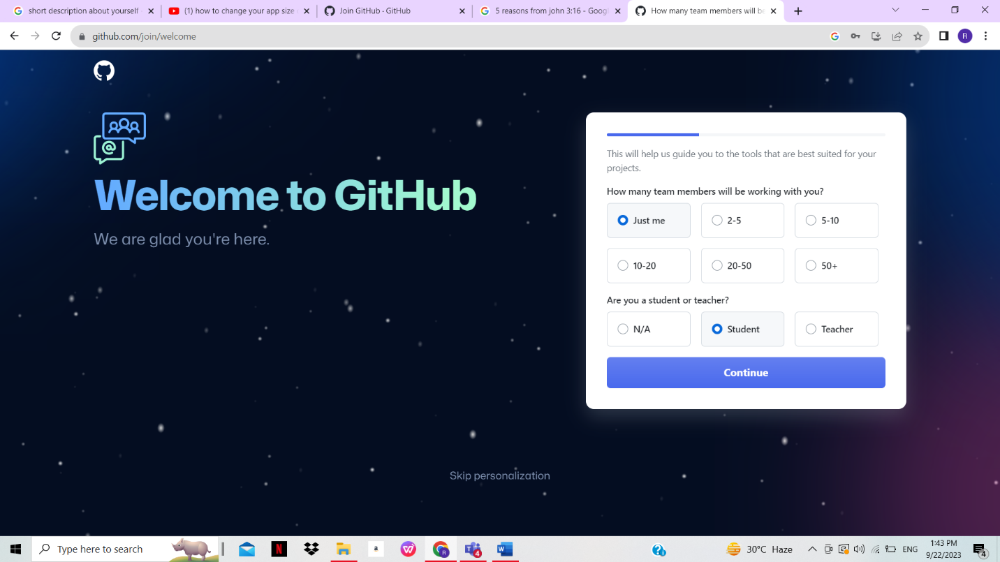 short description about yourself
(1) how to change your app size
Join GitHub · GitHub
5 reasons from john 3:16 - Goog
How many team members will be
github.com/join/welcome
R
@
Welcome to GitHub
We are glad you're here.
This will help us guide you to the tools that are best suited for your
projects.
How many team members will be working with you?
Just me
2-5
5-10
10-20
20-50
50+
Are you a student or teacher?
N/A
Student
Teacher
Continue
Skip personalization
Type here to search
30°C Haze
ENG
1:43 PM
9/22/2023
4